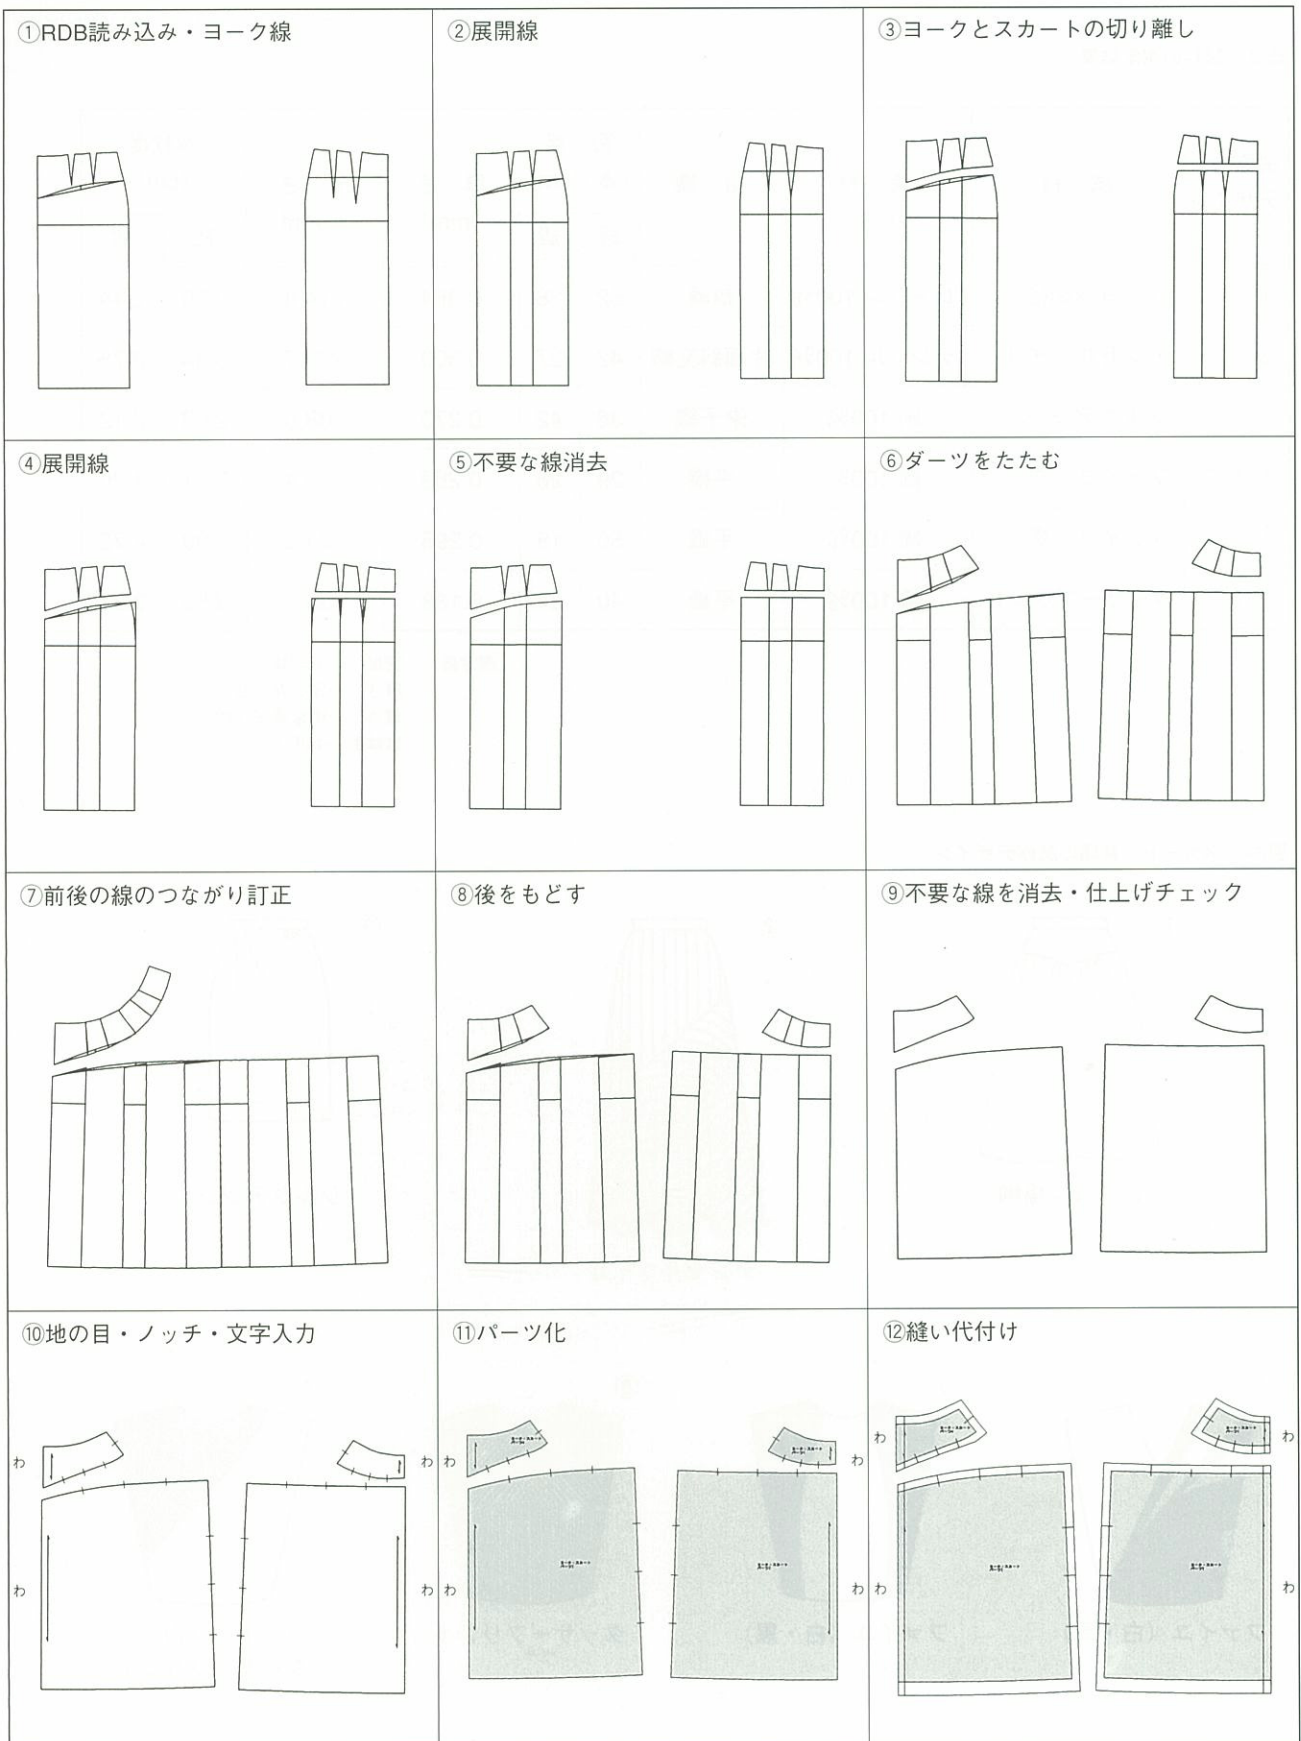 ①RDB読み込み・ヨーク線
②展開線
③ヨークとスカートの切り離し
④展開線
⑤不要な線消去
⑥ダーツをたたむ
⑦前後の線のつながり訂正
⑧後をもどす
⑨不要な線を消去・仕上げチェック
⑩地の目・ノッチ・文字入力
わ
わ
わ
わ
⑪パーツ化
わ
わ
わ
わ
⑫縫い代付け
わ
わ
わ
わ